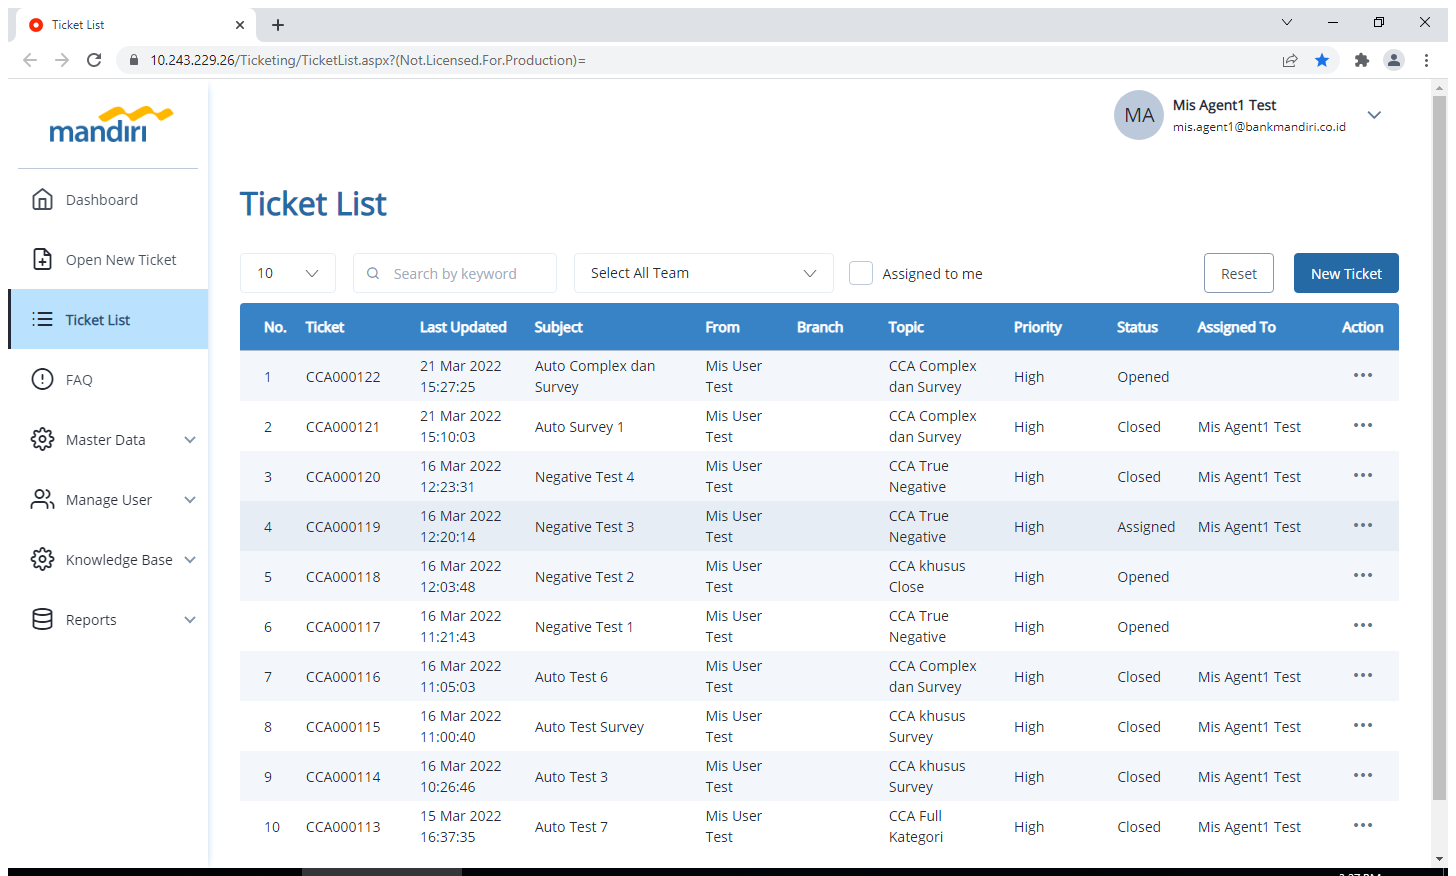 Ticket List
10.243.229.26/Ticketing/TicketList.aspx?(Not.Licensed.For.Production)=
mandiri
MA
Mis Agent1 Test
mis.agent1@bankmandiri.co.id
Dashboard
Open New Ticket
Ticket List
FAQ
Master Data
Manage User
Knowledge Base
Reports
Ticket List
10 Search by keyword Select All Team Assigned to me Reset New Ticket
No. Ticket Last Updated Subject From Branch Topic Priority Status Assigned To Action
1 CCA000122 21 Mar 2022 15:27:25 Auto Complex dan Survey Mis User Test CCA Complex dan Survey High Opened
2 CCA000121 21 Mar 2022 15:10:03 Auto Survey 1 Mis User Test CCA Complex dan Survey High Closed Mis Agent1 Test
3 CCA000120 16 Mar 2022 12:23:31 Negative Test 4 Mis User Test CCA True Negative High Closed Mis Agent1 Test
4 CCA000119 16 Mar 2022 12:20:14 Negative Test 3 Mis User Test CCA True Negative High Assigned Mis Agent1 Test
5 CCA000118 16 Mar 2022 12:03:48 Negative Test 2 Mis User Test CCA khusus Close High Opened
6 CCA000117 16 Mar 2022 11:21:43 Negative Test 1 Mis User Test CCA True Negative High Opened
7 CCA000116 16 Mar 2022 11:05:03 Auto Test 6 Mis User Test CCA Complex dan Survey High Closed Mis Agent1 Test
8 CCA000115 16 Mar 2022 11:00:40 Auto Test Survey Mis User Test CCA khusus Survey High Closed Mis Agent1 Test
9 CCA000114 16 Mar 2022 10:26:46 Auto Test 3 Mis User Test CCA khusus Survey High Closed Mis Agent1 Test
10 CCA000113 15 Mar 2022 16:37:35 Auto Test 7 Mis User Test CCA Full Kategori High Closed Mis Agent1 Test